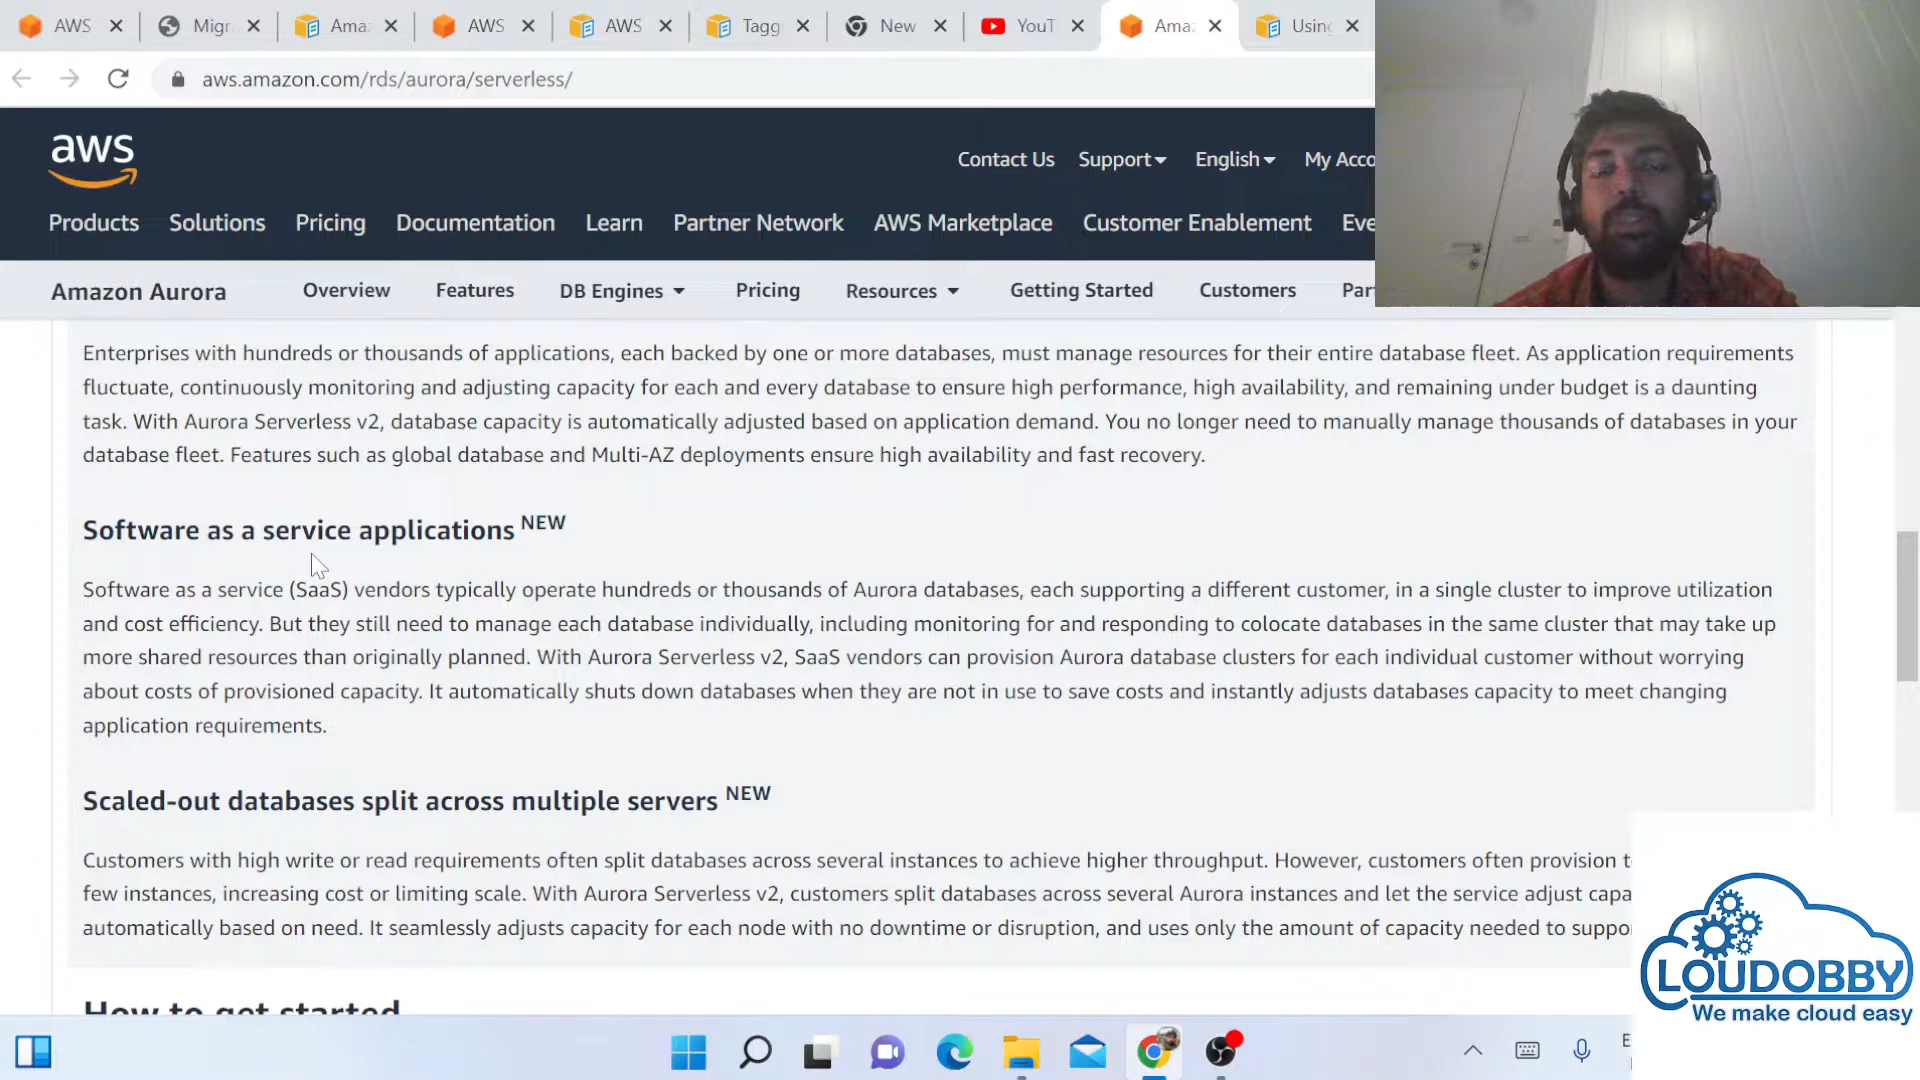 AWS
Migr
Amaz
AWS
AWS
Tagg
New
YouT
Amaz
Using
aws.amazon.com/rds/aurora/serverless/
aws
Contact Us
Support
English
My Acco
Products
Solutions
Pricing
Documentation
Learn
Partner Network
AWS Marketplace
Customer Enablement
Eve
Amazon Aurora
Overview
Features
DB Engines
Pricing
Resources
Getting Started
Customers
Par
Enterprises with hundreds or thousands of applications, each backed by one or more databases, must manage resources for their entire database fleet. As application requirements
fluctuate, continuously monitoring and adjusting capacity for each and every database to ensure high performance, high availability, and remaining under budget is a daunting
task. With Aurora Serverless v2, database capacity is automatically adjusted based on application demand. You no longer need to manually manage thousands of databases in your
database fleet. Features such as global database and Multi-AZ deployments ensure high availability and fast recovery.
Software as a service applications NEW
Software as a service (SaaS) vendors typically operate hundreds or thousands of Aurora databases, each supporting a different customer, in a single cluster to improve utilization
and cost efficiency. But they still need to manage each database individually, including monitoring for and responding to colocate databases in the same cluster that may take up
more shared resources than originally planned. With Aurora Serverless v2, SaaS vendors can provision Aurora database clusters for each individual customer without worrying
about costs of provisioned capacity. It automatically shuts down databases when they are not in use to save costs and instantly adjusts databases capacity to meet changing
application requirements.
Scaled-out databases split across multiple servers NEW
Customers with high write or read requirements often split databases across several instances to achieve higher throughput. However, customers often provision t
few instances, increasing cost or limiting scale. With Aurora Serverless v2, customers split databases across several Aurora instances and let the service adjust capa
automatically based on need. It seamlessly adjusts capacity for each node with no downtime or disruption, and uses only the amount of capacity needed to suppo
How to get started
LOUDOBBY
We make cloud easy